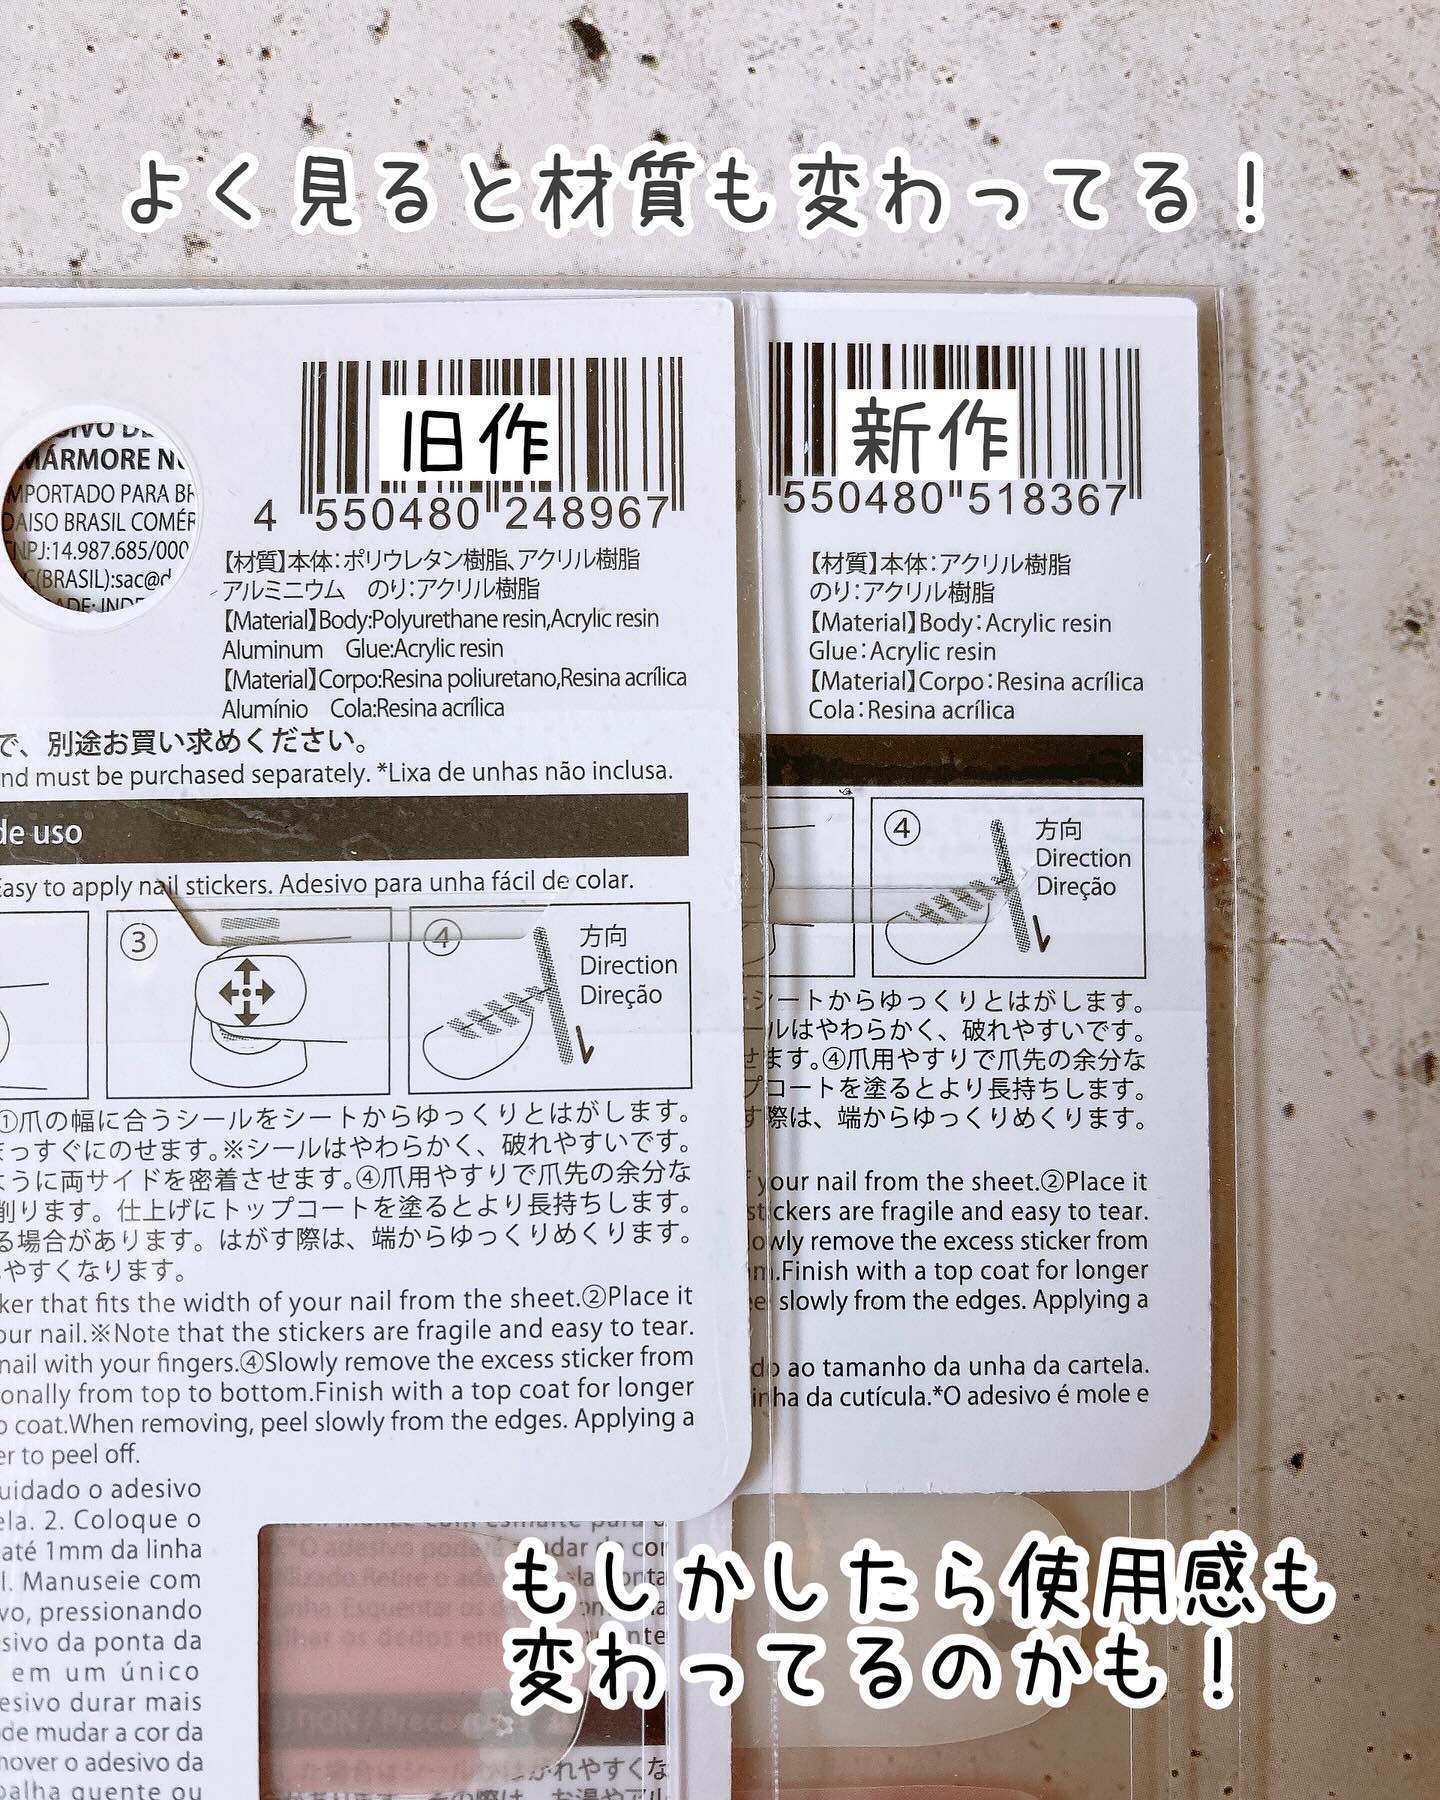 よく見ると材質も変わってる！
MÁRMORE
IMPORTADO PARA
DAISO BRASIL
CNPJ:14.987.685/000
(BRASIL):sac@d
旧作
4 550480 248967
【材質】本体：ポリウレタン樹脂、アクリル樹脂
アルミニウム　のり：アクリル樹脂
【Material】Body:Polyurethane resin,Acrylic resin
Aluminum　Glue:Acrylic resin
【Material】Corpo:Resina poliuretano,Resina acrílica
Alumínio　Cola:Resina acrílica
で、別途お買い求めください。
nd must be purchased separately. *Lixa de unhas não inclusa.
de uso
Easy to apply nail stickers. Adesivo para unha fácil de colar.
③
④
方向
Direction
Direção
①爪の幅に合うシールをシートからゆっくりとはがします。
まっすぐにのせます。※シールはやわらかく、破れやすいです。
ように両サイドを密着させます。④爪用やすりで爪先の余分な
削ります。仕上げにトップコートを塗るとより長持ちします。
る場合があります。はがす際は、端からゆっくりめくります。
やすくなります。
ker that fits the width of your nail from the sheet.②Place it
our nail.※Note that the stickers are fragile and easy to tear.
nail with your fingers.④Slowly remove the excess sticker from
onally from top to bottom.Finish with a top coat for longer
coat.When removing, peel slowly from the edges. Applying a
er to peel off.
uidado o adesivo
ela. 2. Coloque o
até 1mm da linha
l. Manuseie com
vo, pressionando
sivo da ponta da
em um único
esivo durar mais
de mudar a cor da
nover o adesivo da
palha quente ou
新作
550480 518367
【材質】本体：アクリル樹脂
のり：アクリル樹脂
【Material】Body：Acrylic resin
Glue：Acrylic resin
【Material】Corpo：Resina acrílica
Cola：Resina acrílica
④
方向
Direction
Direção
シートからゆっくりとはがします。
ールはやわらかく、破れやすいです。
せます。④爪用やすりで爪先の余分な
プコートを塗るとより長持ちします。
す際は、端からゆっくりめくります。
your nail from the sheet.②Place it
stickers are fragile and easy to tear.
owly remove the excess sticker from
m.Finish with a top coat for longer
slowly from the edges. Applying a
do ao tamanho da unha da cartela.
inha da cutícula.*O adesivo é mole e
もしかしたら使用感も
変わってるのかも！